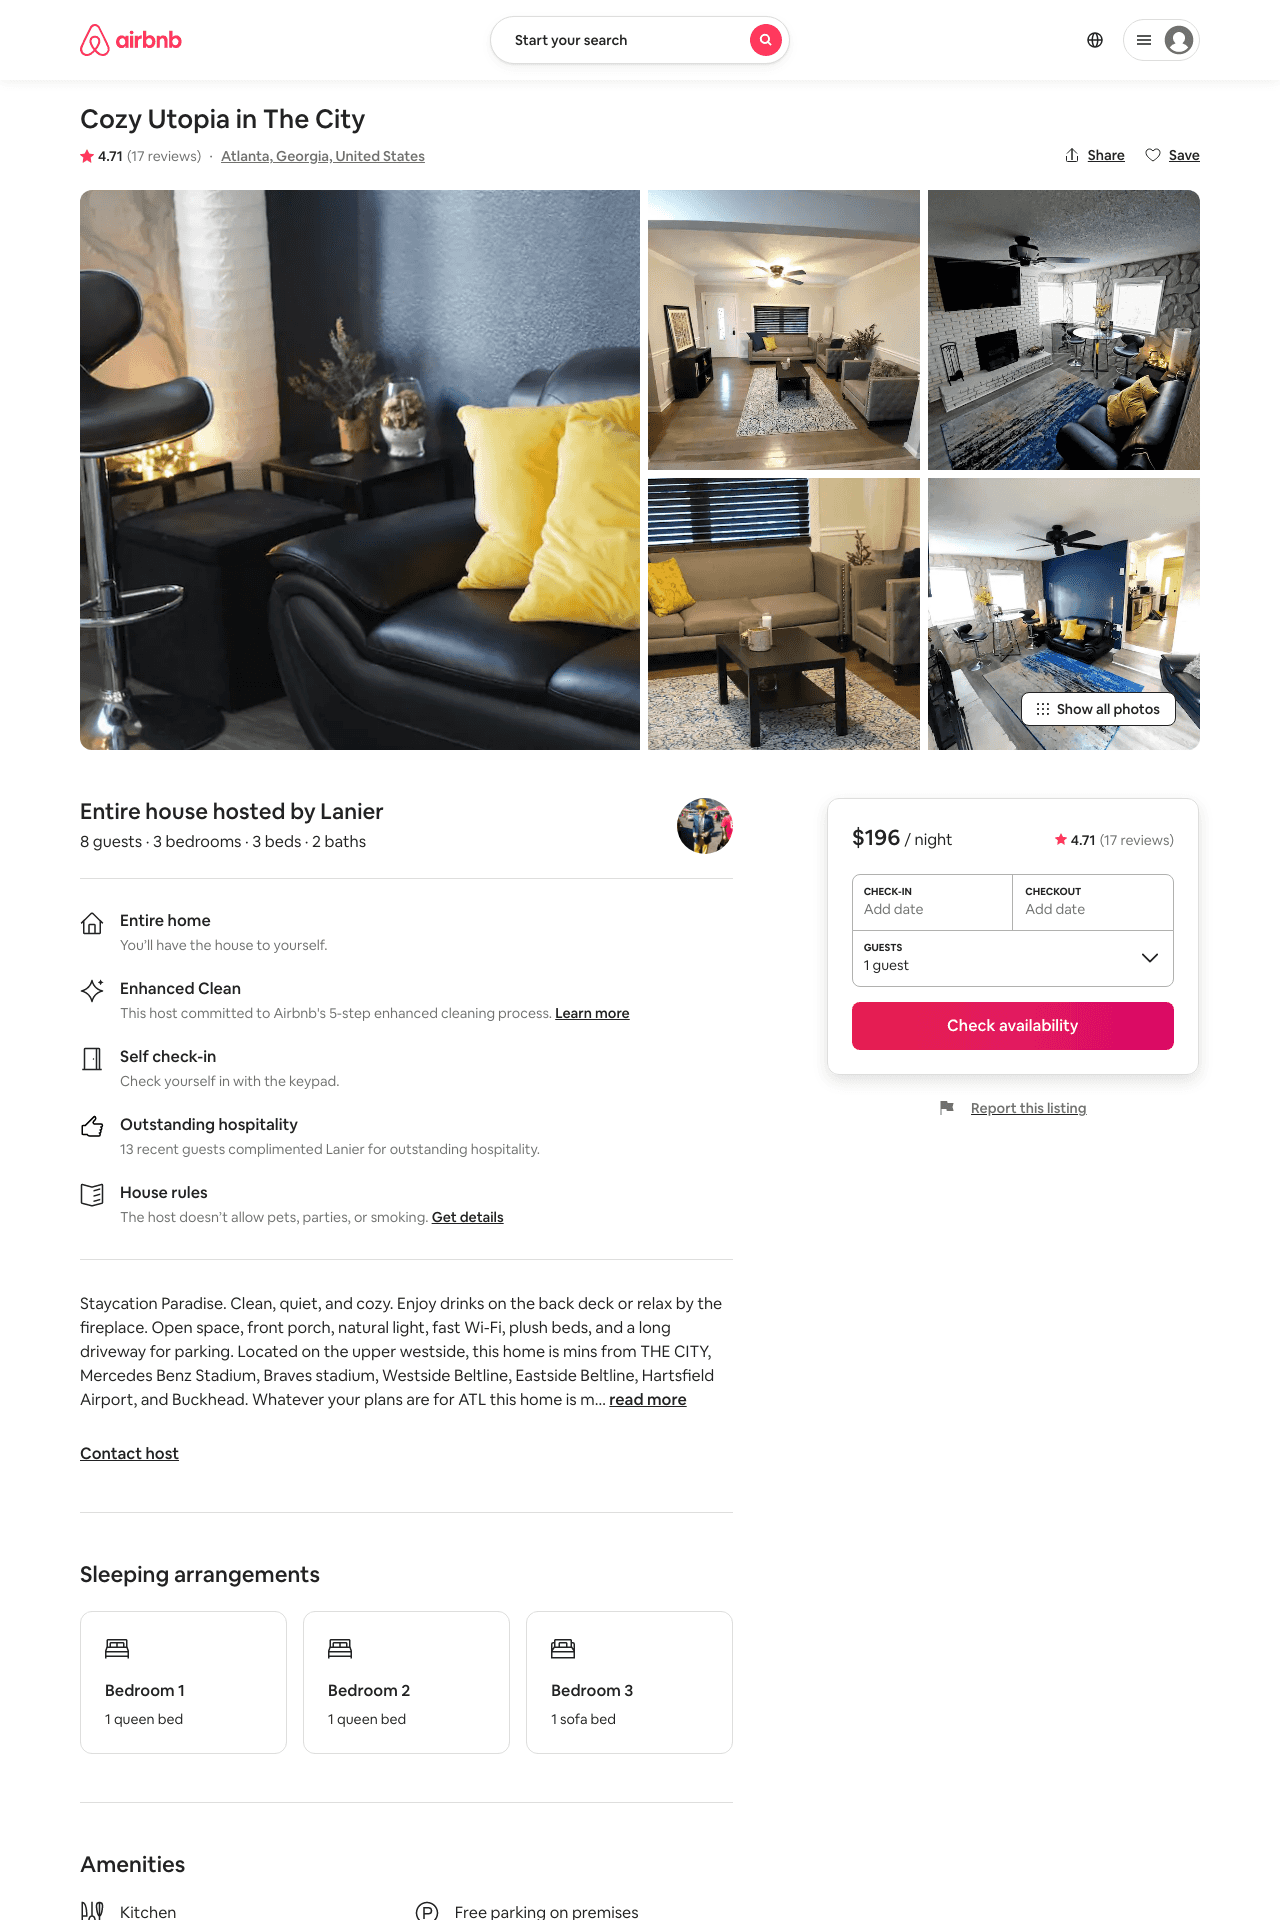 airbnb
Start your search
Cozy Utopia in The City
4.71 (17 reviews) · Atlanta, Georgia, United States
Share
Save
Show all photos
Entire house hosted by Lanier
8 guests · 3 bedrooms · 3 beds · 2 baths
Entire home
You'll have the house to yourself.
Enhanced Clean
This host committed to Airbnb's 5-step enhanced cleaning process. Learn more
Self check-in
Check yourself in with the keypad.
Outstanding hospitality
13 recent guests complimented Lanier for outstanding hospitality.
House rules
The host doesn't allow pets, parties, or smoking. Get details
$196 / night
4.71 (17 reviews)
CHECK-IN
Add date
CHECKOUT
Add date
GUESTS
1 guest
Check availability
Report this listing
Staycation Paradise. Clean, quiet, and cozy. Enjoy drinks on the back deck or relax by the
fireplace. Open space, front porch, natural light, fast Wi-Fi, plush beds, and a long
driveway for parking. Located on the upper westside, this home is mins from THE CITY,
Mercedes Benz Stadium, Braves stadium, Westside Beltline, Eastside Beltline, Hartsfield
Airport, and Buckhead. Whatever your plans are for ATL this home is m... read more
Contact host
Sleeping arrangements
Bedroom 1
1 queen bed
Bedroom 2
1 queen bed
Bedroom 3
1 sofa bed
Amenities
Kitchen
Free parking on premises